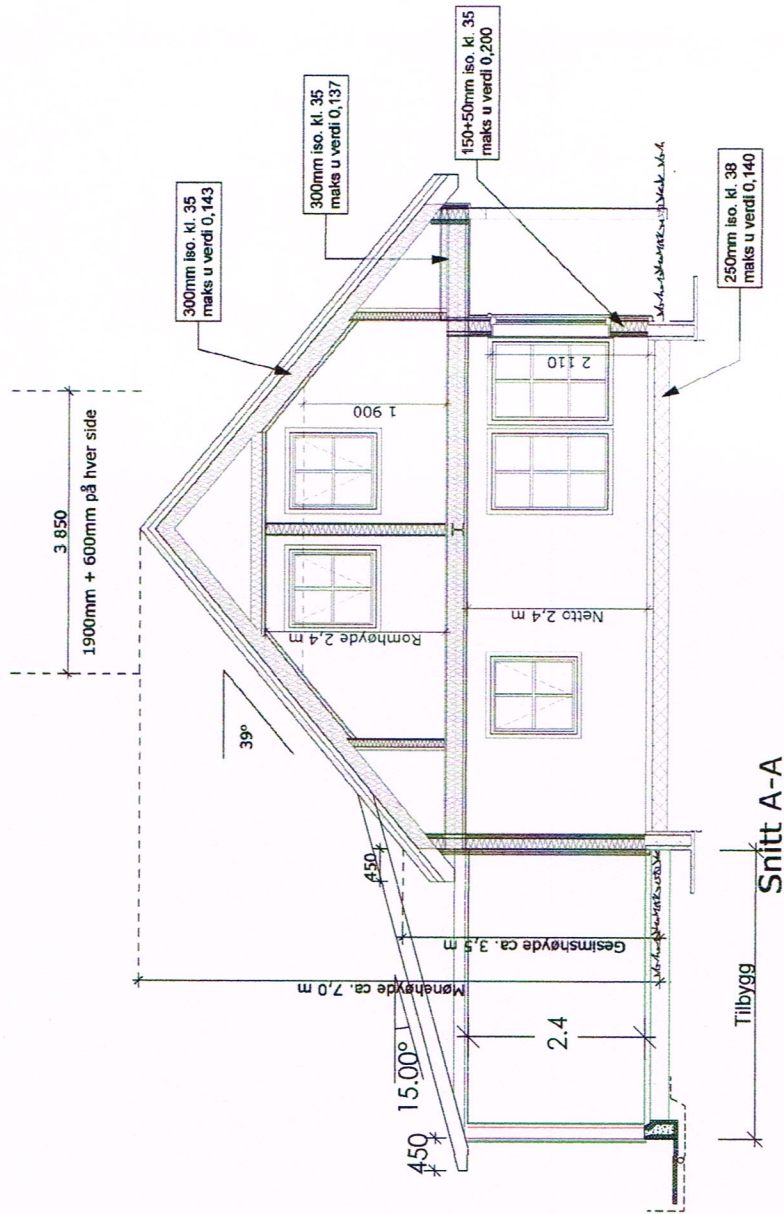 3 850
1900mm + 600mm på hver side
300mm iso. kl. 35
maks u verdi 0,143
300mm iso. kl. 35
maks u verdi 0,137
150+50mm iso. kl. 35
maks u verdi 0,200
250mm iso. kl. 38
maks u verdi 0,140
39°
1 900
Romhøyde 2,4 m
2 110
Netto 2,4 m
450
Gesimshøyde ca. 3,5 m
Mønehøyde ca. 7,0 m
15.00°
450
2.4
Tilbygg
Snitt A-A